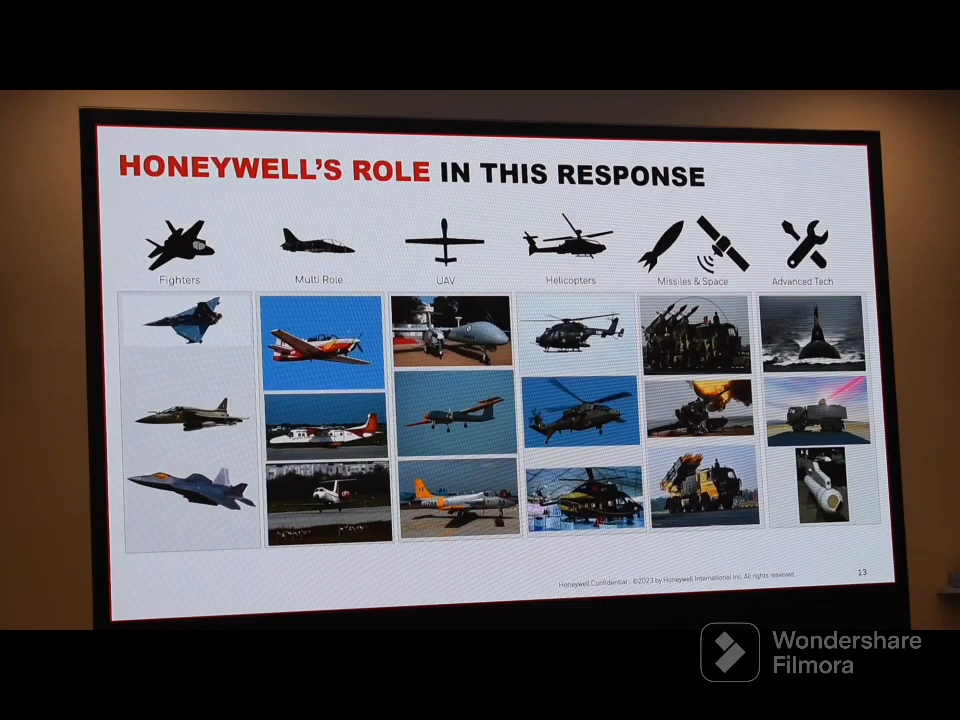 HONEYWELL'S ROLE IN THIS RESPONSE
Fighters
Multi Role
UAV
Helicopters
Missiles & Space
Advanced Tech
Honeywell Confidential - ©2023 by Honeywell International Inc. All rights reserved.
13
Wondershare
Filmora